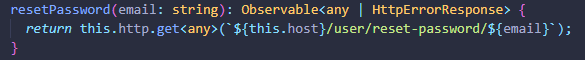 resetPassword(email: string): Observable<any | HttpErrorResponse> {
return this.http.get<any>(`${this.host}/user/reset-password/${email}`);
}